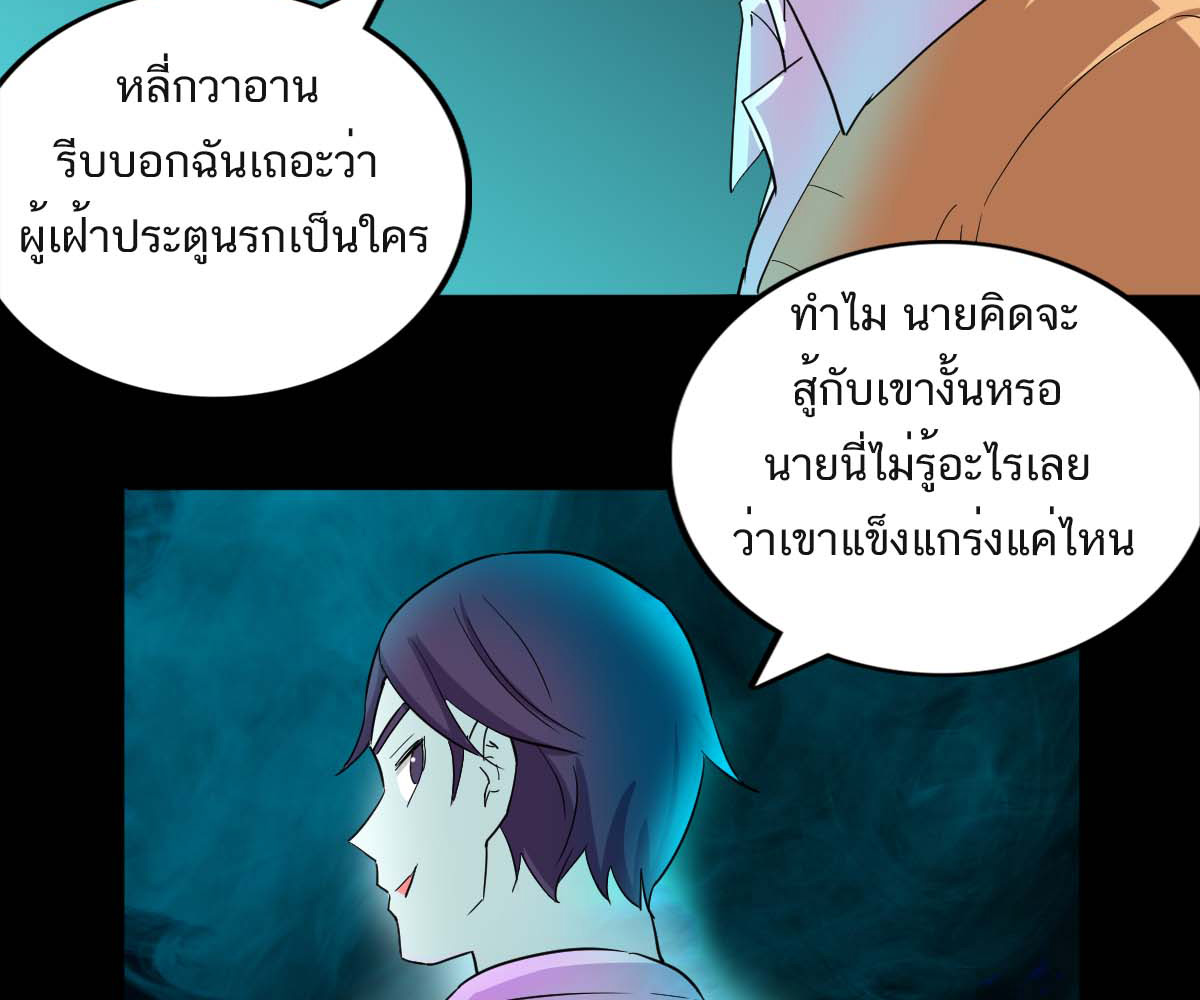 หลี่กวาอาน
รีบบอกฉันเถอะว่า
ผู้เฝ้าประตูนรกเป็นใคร
ทำไม นายคิดจะ
สู้กับเขางั้นหรอ
นายนี่ไม่รู้อะไรเลย
ว่าเขาแข็งแกร่งแค่ไหน